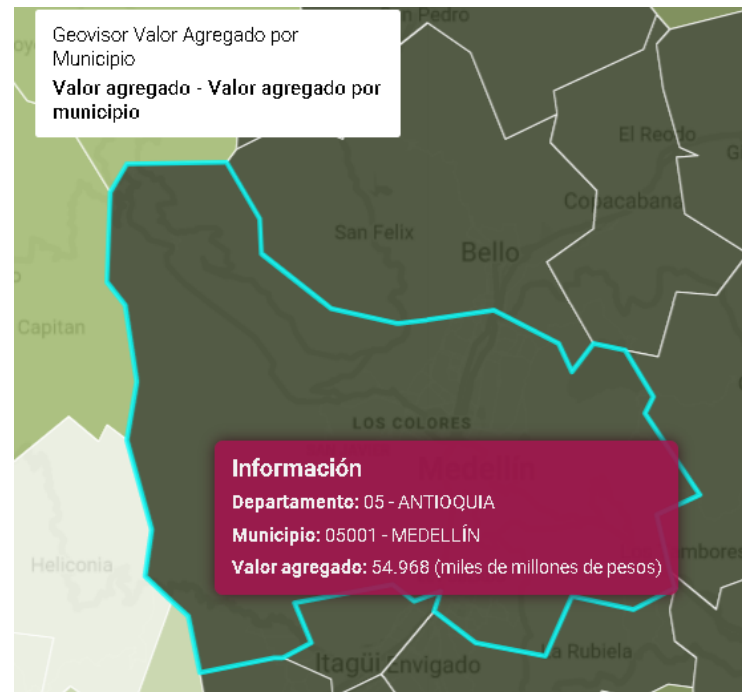 Geovisor Valor Agregado por
Municipio
Valor agregado - Valor agregado por
municipio
Pedro
El Reodo
Copacabana
San Felix
Bello
Capitan
LOS COLORES
Información
Medellín
Departamento: 05 - ANTIOQUIA
Municipio: 05001 - MEDELLÍN
Valor agregado: 54.968 (miles de millones de pesos)
Heliconia
La Rubiela
Itagüí
Envigado